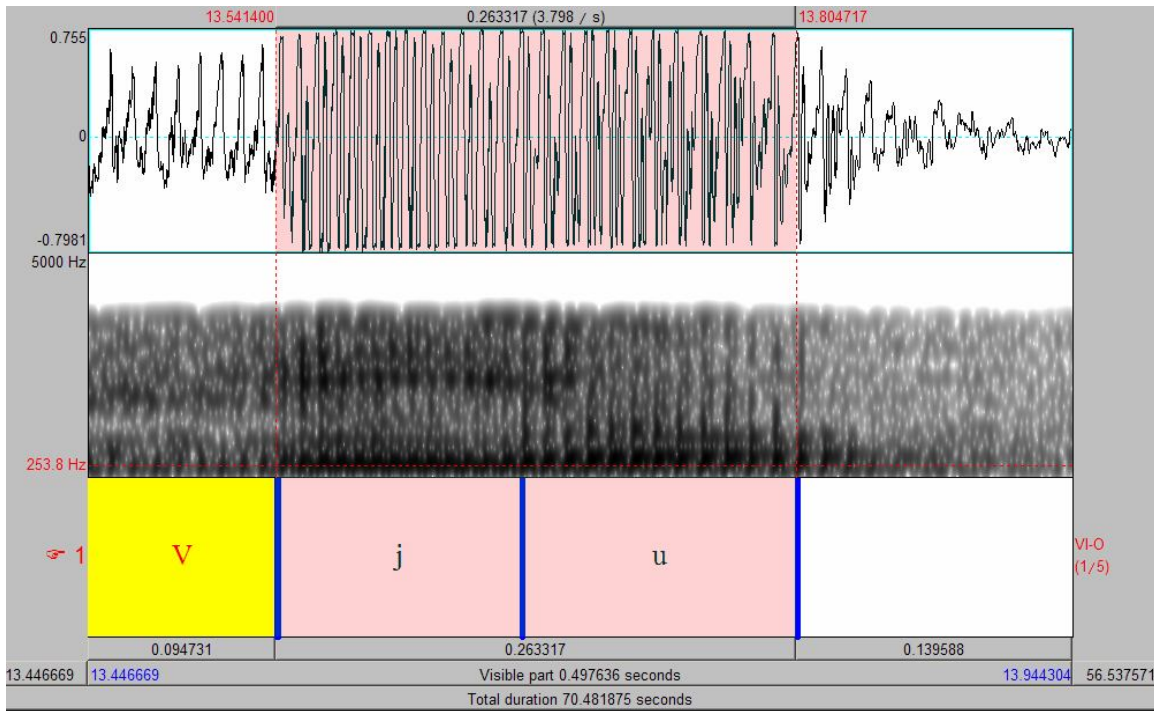 13.541400 0.263317 (3.798 / s) 13.804717
0.755
0
-0.7981
5000 Hz
253.8 Hz
☞ 1 V j u VI-O
(1/5)
0.094731 0.263317 0.139588
13.446669 13.446669 Visible part 0.497636 seconds 13.944304 56.537571
Total duration 70.481875 seconds